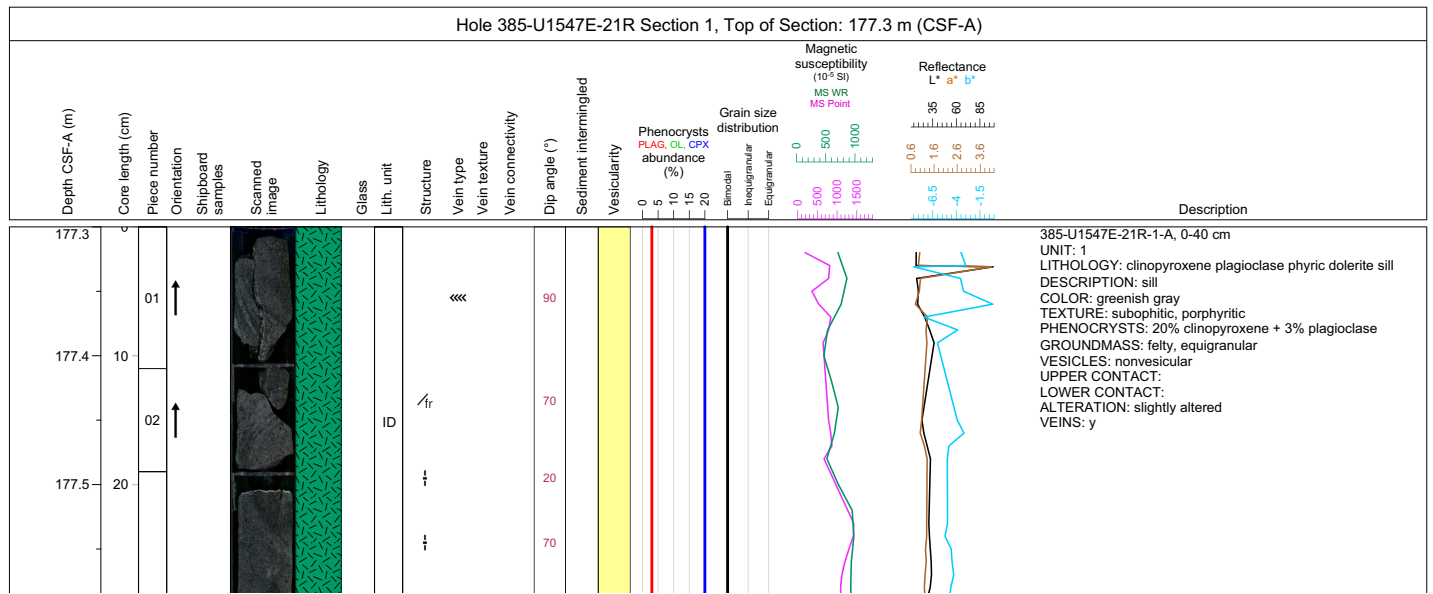 Hole 385-U1547E-21R Section 1, Top of Section: 177.3 m (CSF-A)
Depth CSF-A (m)
Core length (cm)
Piece number
Orientation
Shipboard
samples
Scanned
image
Lithology
Glass
Lith. unit
Structure
Vein type
Vein texture
Vein connectivity
Dip angle (°)
Sediment intermingled
Vesicularity
Phenocrysts
PLAG, OL, CPX
abundance
(%)
0
5
10
15
20
Grain size
distribution
Bimodal
Inequigranular
Equigranular
Magnetic
susceptibility
(10-5 SI)
MS WR
MS Point
0
500
1000
0
500
1000
1500
Reflectance
L* a* b*
35
60
85
0.6
1.6
2.6
3.6
-6.5
-4
-1.5
Description
177.3
177.4
177.5
0
10
20
01
02
ID
fr
90
70
20
70
385-U1547E-21R-1-A, 0-40 cm
UNIT: 1
LITHOLOGY: clinopyroxene plagioclase phyric dolerite sill
DESCRIPTION: sill
COLOR: greenish gray
TEXTURE: subophitic, porphyritic
PHENOCRYSTS: 20% clinopyroxene + 3% plagioclase
GROUNDMASS: felty, equigranular
VESICLES: nonvesicular
UPPER CONTACT:
LOWER CONTACT:
ALTERATION: slightly altered
VEINS: y